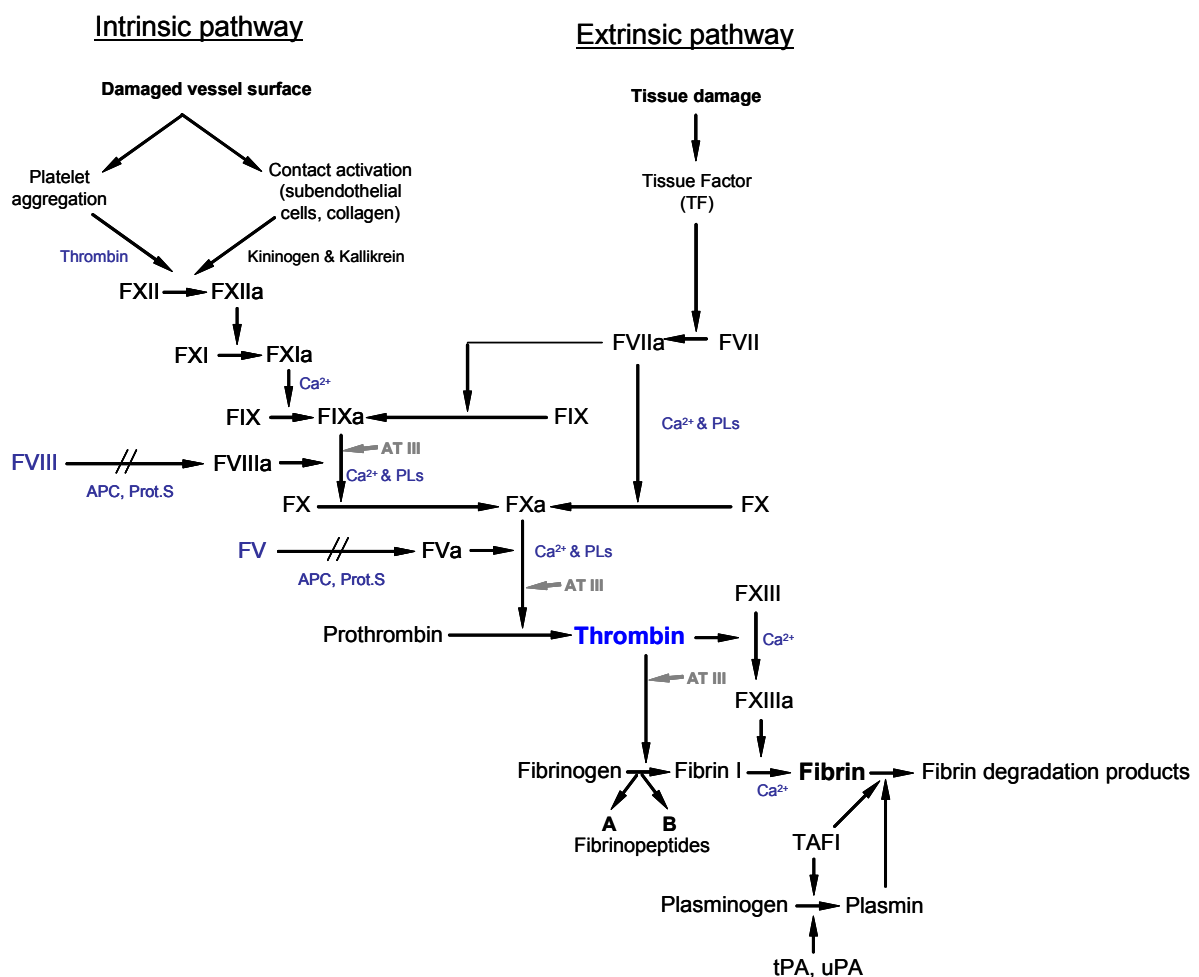 Intrinsic pathway
Extrinsic pathway
Damaged vessel surface
Tissue damage
Platelet
aggregation
Contact activation
(subendothelial
cells, collagen)
Tissue Factor
(TF)
Thrombin
Kininogen & Kallikrein
FXII
FXIIa
FXI
FXIa
FVIIa
FVII
Ca²⁺
FIX
FIXa
FIX
Ca²⁺ & PLs
AT III
FVIII
FVIIIa
Ca²⁺ & PLs
APC, Prot.S
FX
FXa
FX
FV
FVa
Ca²⁺ & PLs
APC, Prot.S
AT III
FXIII
Prothrombin
Thrombin
Ca²⁺
AT III
FXIIIa
Fibrinogen
Fibrin I
Ca²⁺
Fibrin
Fibrin degradation products
A
B
Fibrinopeptides
TAFI
Plasminogen
Plasmin
tPA, uPA